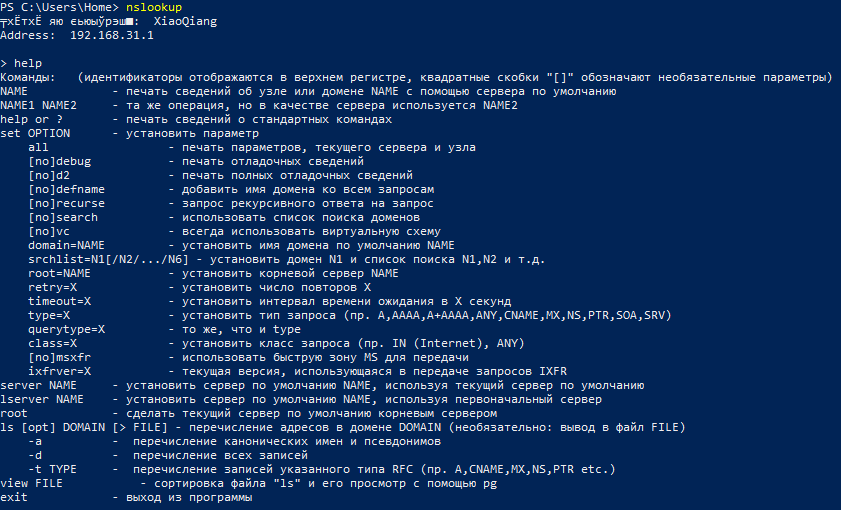 PS C:\Users\Home> nslookup
╤хЁтхЁ яю єьюыўрэш■:  XiaoQiang
Address:  192.168.31.1
> help
Команды:   (идентификаторы отображаются в верхнем регистре, квадратные скобки "[]" обозначают необязательные параметры)
NAME            - печать сведений об узле или домене NAME с помощью сервера по умолчанию
NAME1 NAME2     - та же операция, но в качестве сервера используется NAME2
help or ?       - печать сведений о стандартных командах
set OPTION      - установить параметр
    all                 - печать параметров, текущего сервера и узла
    [no]debug           - печать отладочных сведений
    [no]d2              - печать полных отладочных сведений
    [no]defname         - добавить имя домена ко всем запросам
    [no]recurse         - запрос рекурсивного ответа на запрос
    [no]search          - использовать список поиска доменов
    [no]vc              - всегда использовать виртуальную схему
    domain=NAME         - установить имя домена по умолчанию NAME
    srchlist=N1[/N2/.../N6] - установить домен N1 и список поиска N1,N2 и т.д.
    root=NAME           - установить корневой сервер NAME
    retry=X             - установить число повторов X
    timeout=X           - установить интервал времени ожидания в X секунд
    type=X              - установить тип запроса (пр. A,AAAA,A+AAAA,ANY,CNAME,MX,NS,PTR,SOA,SRV)
    querytype=X         - то же, что и type
    class=X             - установить класс запроса (пр. IN (Internet), ANY)
    [no]msxfr           - использовать быструю зону MS для передачи
    ixfrver=X           - текущая версия, использующаяся в передаче запросов IXFR
server NAME     - установить сервер по умолчанию NAME, используя текущий сервер по умолчанию
lserver NAME    - установить сервер по умолчанию NAME, используя первоначальный сервер
root            - сделать текущий сервер по умолчанию корневым сервером
ls [opt] DOMAIN [> FILE] - перечисление адресов в домене DOMAIN (необязательно: вывод в файл FILE)
    -a          -  перечисление канонических имен и псевдонимов
    -d          -  перечисление всех записей
    -t TYPE     -  перечисление записей указанного типа RFC (пр. A,CNAME,MX,NS,PTR etc.)
view FILE           - сортировка файла "ls" и его просмотр с помощью pg
exit            - выход из программы